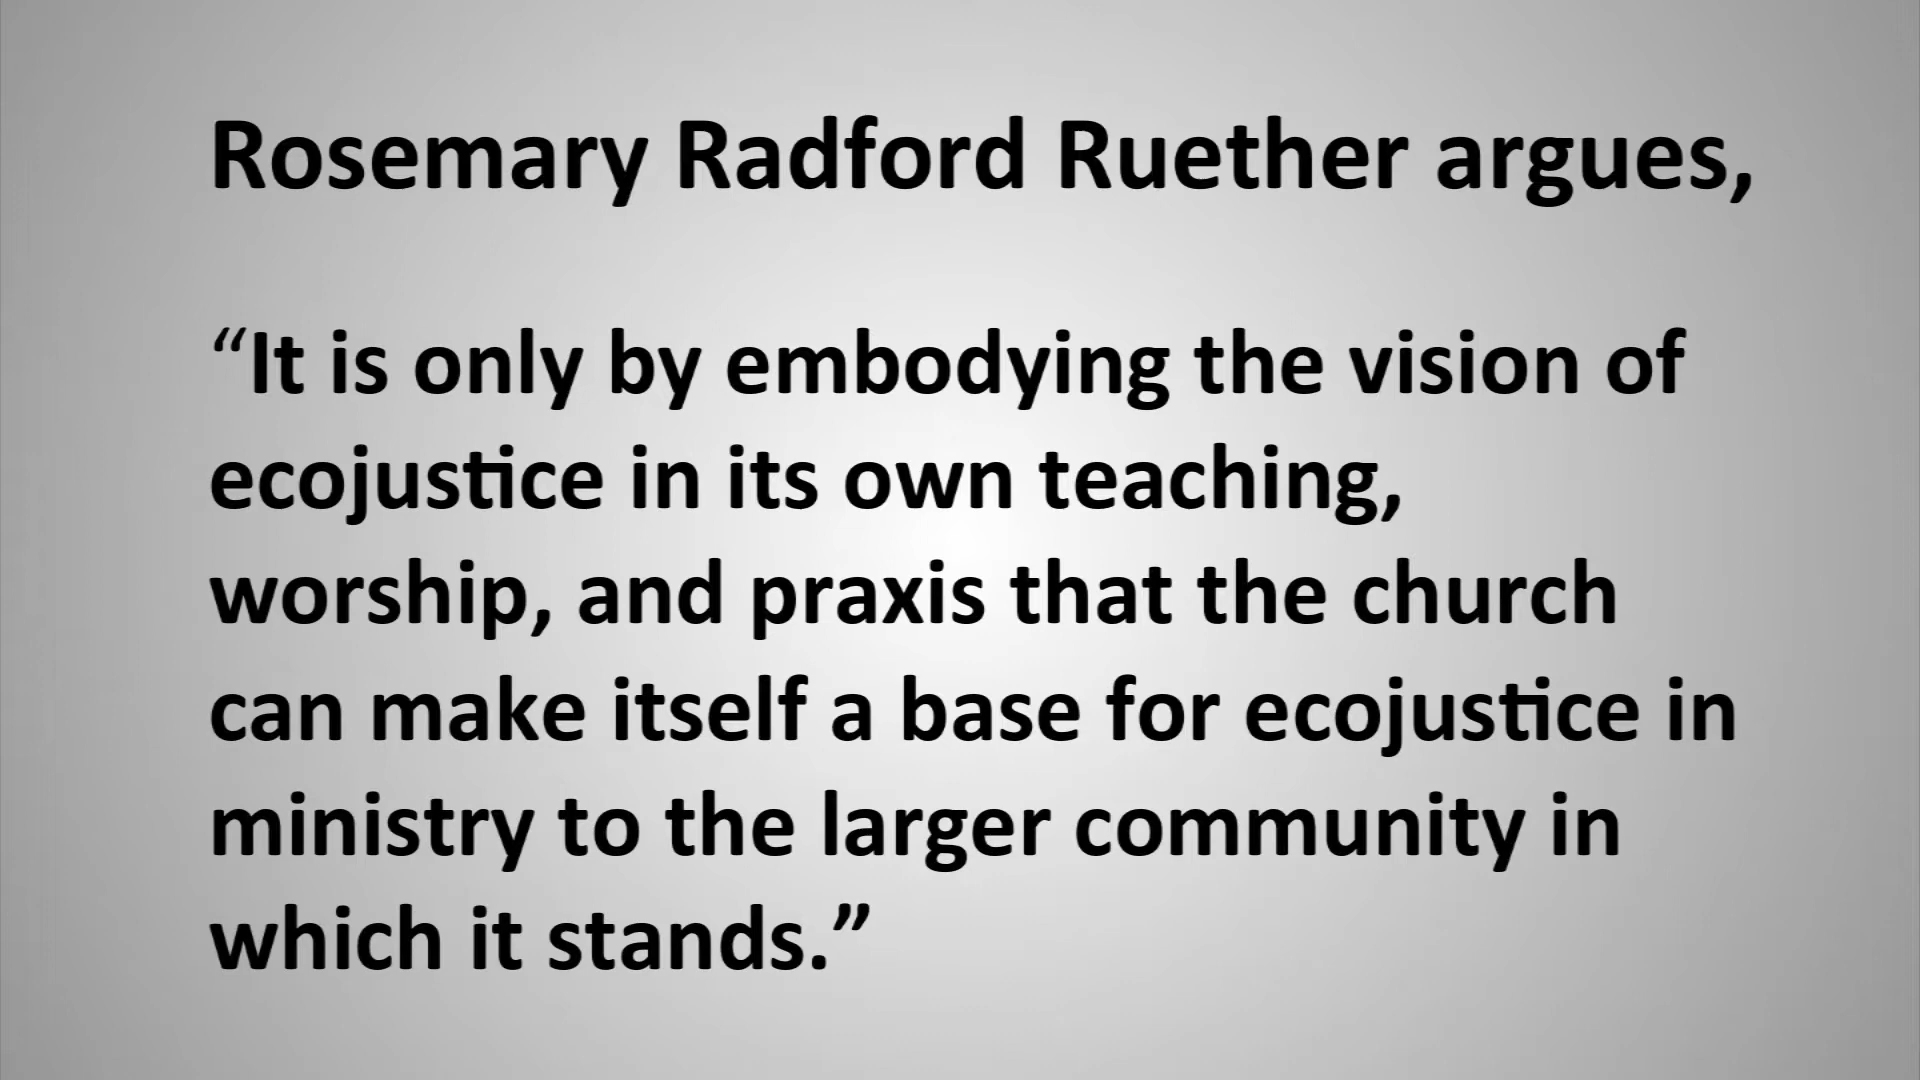 Rosemary Radford Ruether argues,
“It is only by embodying the vision of
ecojustice in its own teaching,
worship, and praxis that the church
can make itself a base for ecojustice in
ministry to the larger community in
which it stands.”